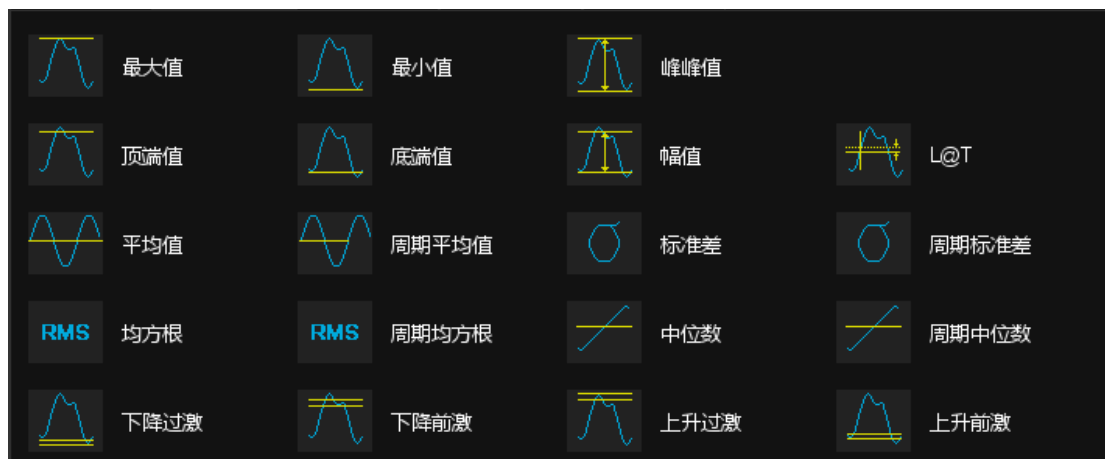 最大值 最小值 峰峰值
顶端值 底端值 幅值 L@T
平均值 周期平均值 标准差 周期标准差
RMS 均方根 RMS 周期均方根 中位数 周期中位数
下降过激 下降前激 上升过激 上升前激